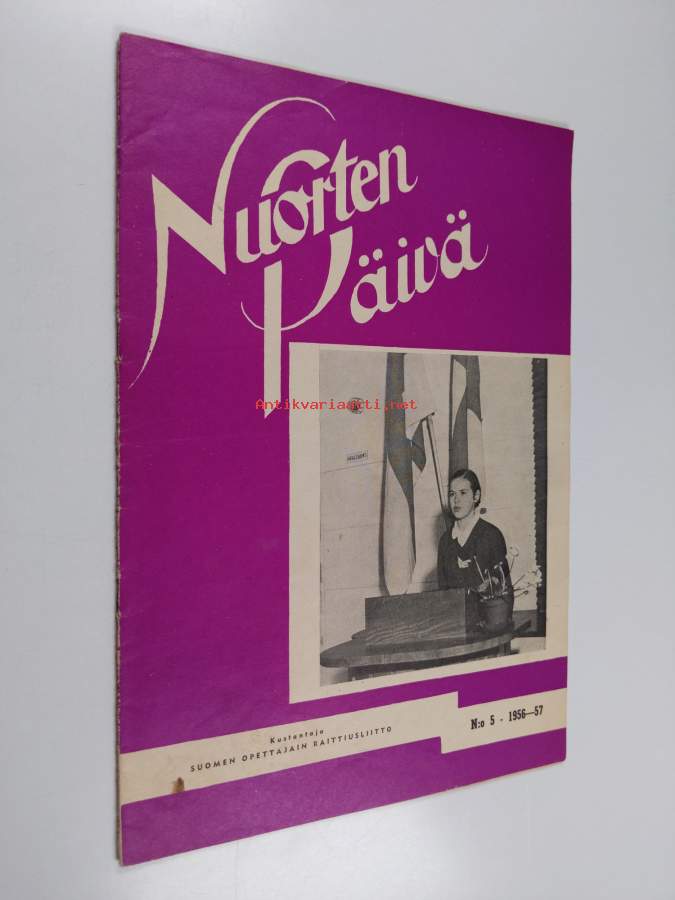 Nuorten
Päivä
Antikvariaatti.net
Kustantaja
SUOMEN OPETTAJAIN RAITTIUSLIITTO
N:o 5 - 1956—57